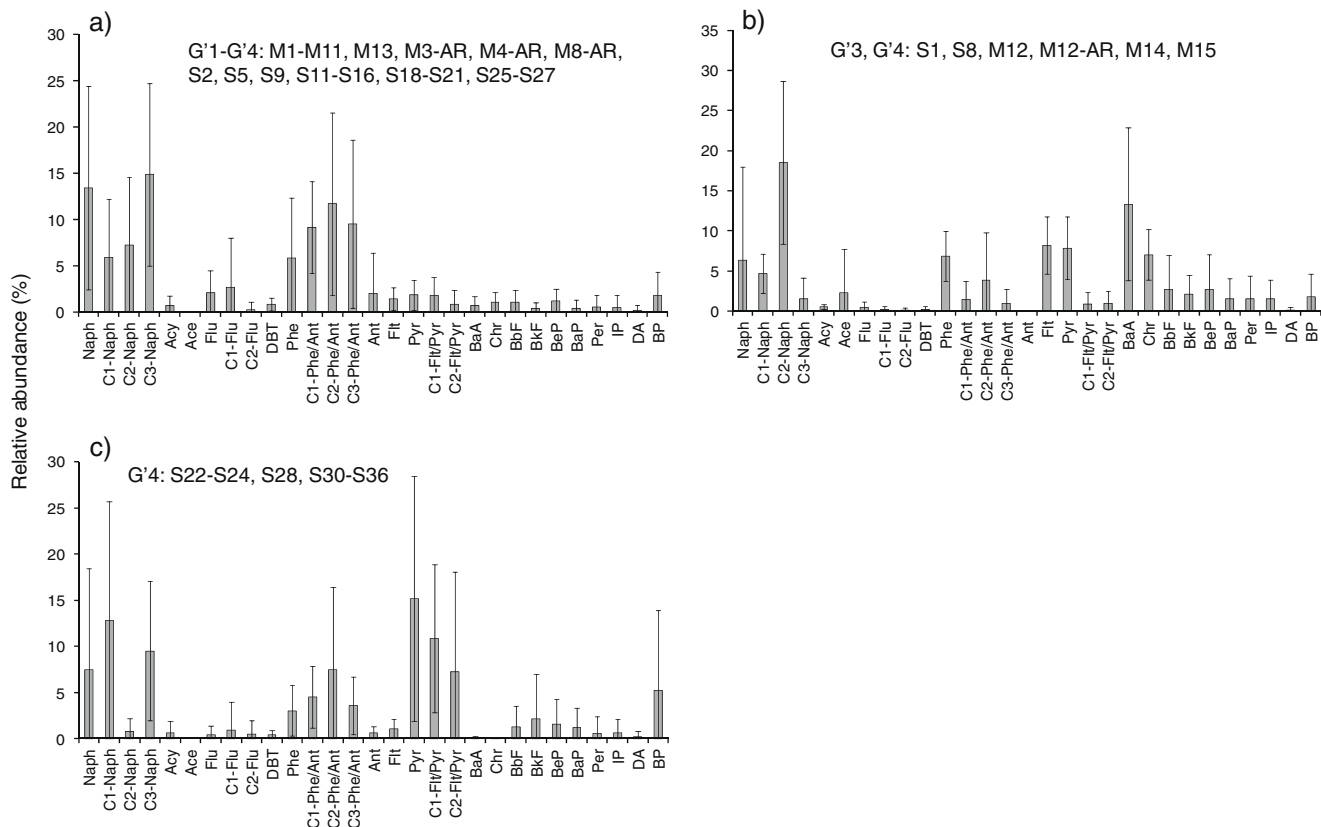 Relative abundance (%)
a)
G'1-G'4: M1-M11, M13, M3-AR, M4-AR, M8-AR,
S2, S5, S9, S11-S16, S18-S21, S25-S27
30
25
20
15
10
5
0
Naph
C1-Naph
C2-Naph
C3-Naph
Acy
Ace
Flu
C1-Flu
C2-Flu
DBT
Phe
C1-Phe/Ant
C2-Phe/Ant
C3-Phe/Ant
Ant
Flt
Pyr
C1-Flt/Pyr
C2-Flt/Pyr
BaA
Chr
BbF
BkF
BeP
BaP
Per
IP
DA
BP
b)
G'3, G'4: S1, S8, M12, M12-AR, M14, M15
35
30
25
20
15
10
5
0
Naph
C1-Naph
C2-Naph
C3-Naph
Acy
Ace
Flu
C1-Flu
C2-Flu
DBT
Phe
C1-Phe/Ant
C2-Phe/Ant
C3-Phe/Ant
Ant
Flt
Pyr
C1-Flt/Pyr
C2-Flt/Pyr
BaA
Chr
BbF
BkF
BeP
BaP
Per
IP
DA
BP
c)
G'4: S22-S24, S28, S30-S36
30
25
20
15
10
5
0
Naph
C1-Naph
C2-Naph
C3-Naph
Acy
Ace
Flu
C1-Flu
C2-Flu
DBT
Phe
C1-Phe/Ant
C2-Phe/Ant
C3-Phe/Ant
Ant
Flt
Pyr
C1-Flt/Pyr
C2-Flt/Pyr
BaA
Chr
BbF
BkF
BeP
BaP
Per
IP
DA
BP